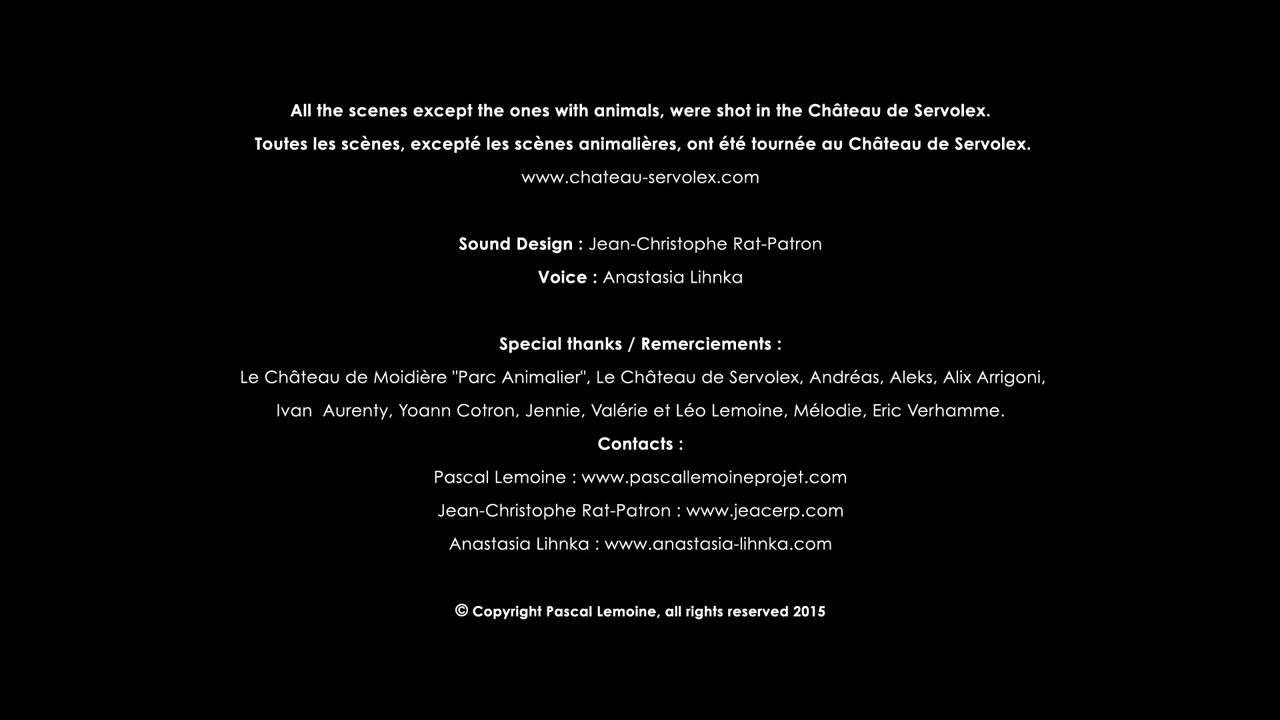 All the scenes except the ones with animals, were shot in the Château de Servolex.
Toutes les scènes, excepté les scènes animalières, ont été tournée au Château de Servolex.
www.chateau-servolex.com
Sound Design : Jean-Christophe Rat-Patron
Voice : Anastasia Lihnka
Special thanks / Remerciements :
Le Château de Moidière "Parc Animalier", Le Château de Servolex, Andréas, Aleks, Alix Arrigoni,
Ivan  Aurenty, Yoann Cotron, Jennie, Valérie et Léo Lemoine, Mélodie, Eric Verhamme.
Contacts :
Pascal Lemoine : www.pascallemoineprojet.com
Jean-Christophe Rat-Patron : www.jeacerp.com
Anastasia Lihnka : www.anastasia-lihnka.com
© Copyright Pascal Lemoine, all rights reserved 2015